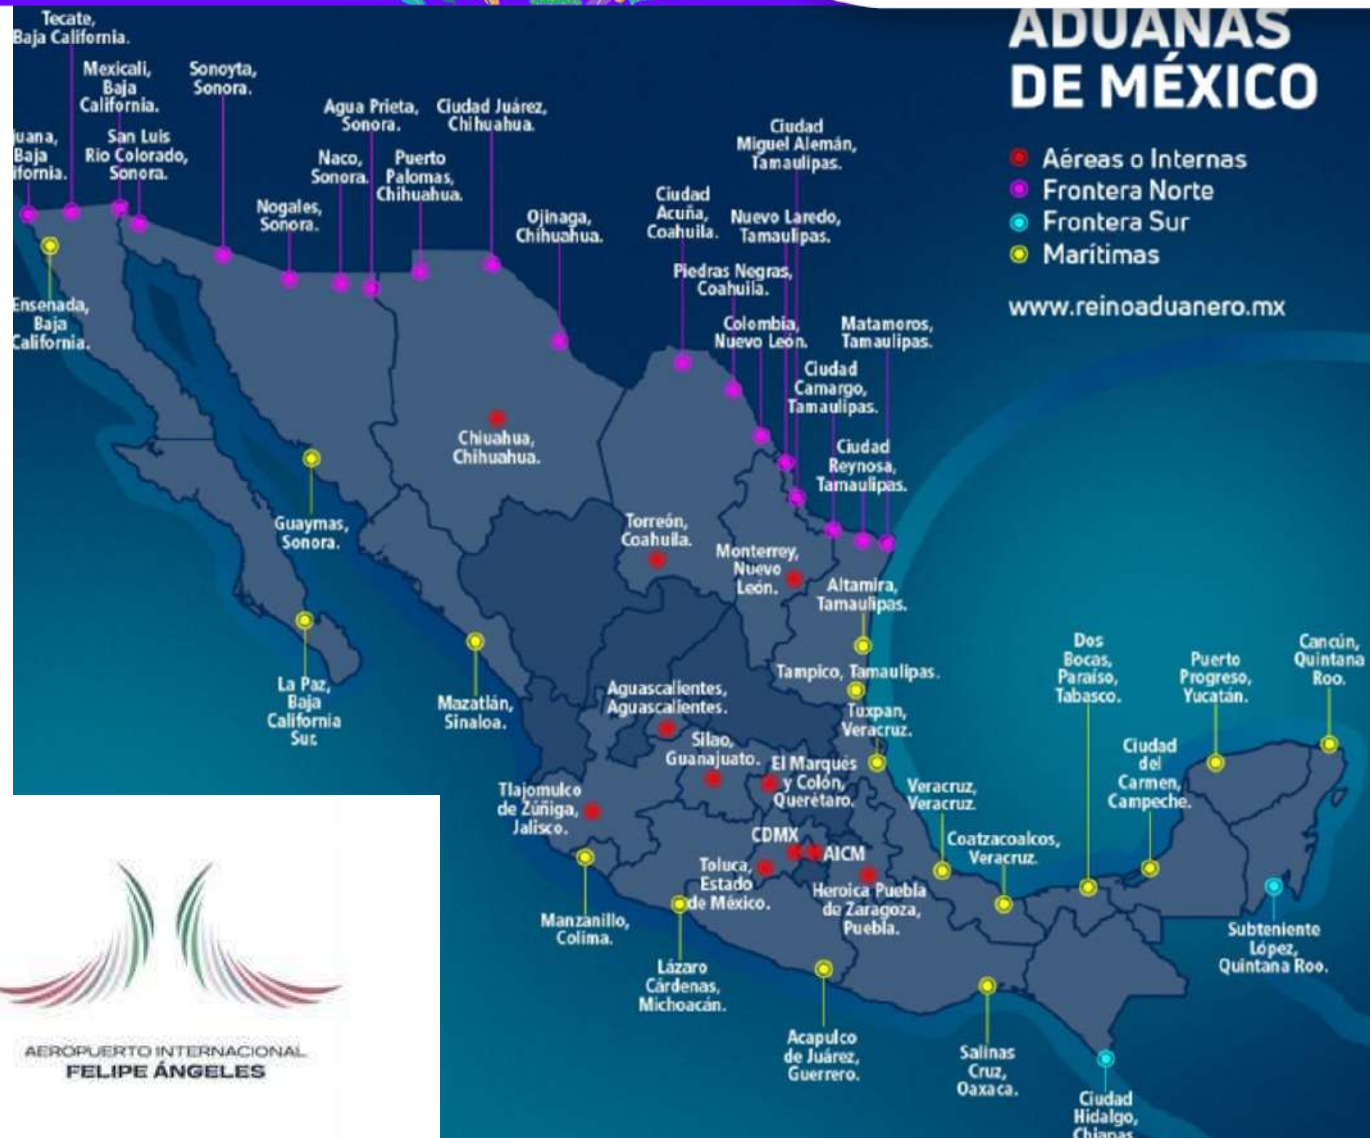 ADUANAS
DE MÉXICO
Aéreas o Internas
Frontera Norte
Frontera Sur
Marítimas
www.reinoaduanero.mx
Tecate,
Baja California.
Mexicali,
Baja
California.
Sonoyta,
Sonora.
juana,
Baja
ifornia.
San Luis
Rio Colorado,
Sonora.
Agua Prieta,
Sonora.
Ciudad Juárez,
Chihuahua.
Naco,
Sonora.
Puerto
Palomas,
Chihuahua.
Nogales,
Sonora.
Ojinaga,
Chihuahua.
Ciudad
Miguel Alemán,
Tamaulipas.
Ciudad
Acuña,
Coahuila.
Nuevo Laredo,
Tamaulipas.
Piedras Negras,
Coahuila.
Colombia,
Nuevo León.
Matamoros,
Tamaulipas.
Ciudad
Camargo,
Tamaulipas.
Ciudad
Reynosa,
Tamaulipas.
Ensenada,
Baja
California.
Chiuahua,
Chihuahua.
Guaymas,
Sonora.
Torreón,
Coahuila.
Monterrey,
Nuevo
León.
Altamira,
Tamaulipas.
Tampico, Tamaulipas.
Tuxpan,
Veracruz.
La Paz,
Baja
California
Sur.
Mazatlán,
Sinaloa.
Aguascalientes,
Aguascalientes.
Silao,
Guanajuato.
El Marqués
y Colón,
Querétaro.
Tlajomulco
de Zúñiga,
Jalisco.
CDMX
AICM
Toluca,
Estado
de México.
Heroica Puebla
de Zaragoza,
Puebla.
Veracruz,
Veracruz.
Coatzacoalcos,
Veracruz.
Dos
Bocas,
Paraíso,
Tabasco.
Ciudad
del
Carmen,
Campeche.
Puerto
Progreso,
Yucatán.
Cancún,
Quintana
Roo.
Manzanillo,
Colima.
Lázaro
Cárdenas,
Michoacán.
Acapulco
de Juárez,
Guerrero.
Salinas
Cruz,
Oaxaca.
Subteniente
López,
Quintana Roo.
Ciudad
Hidalgo,
Chiapas
AEROPUERTO INTERNACIONAL
FELIPE ÁNGELES